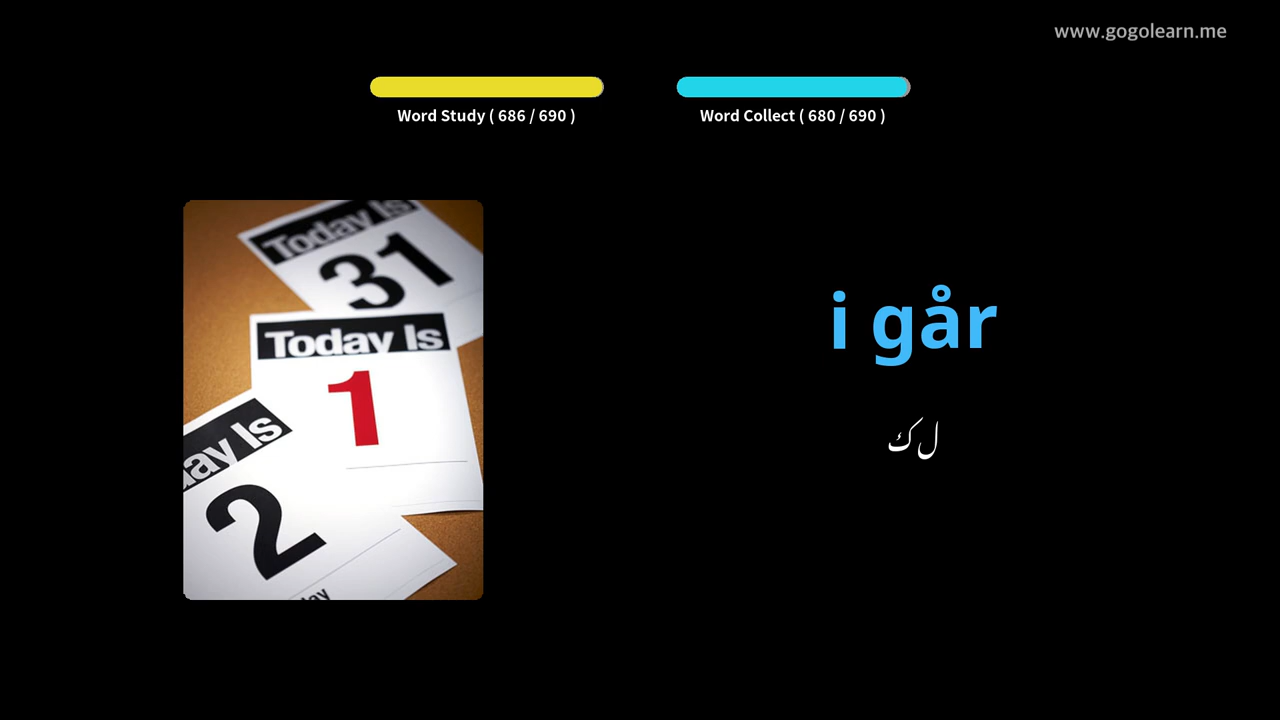 www.gogolearn.me
Word Study ( 686 / 690 )
Word Collect ( 680 / 690 )
Today Is
31
Today Is
1
ay Is
2
i går
ل ك